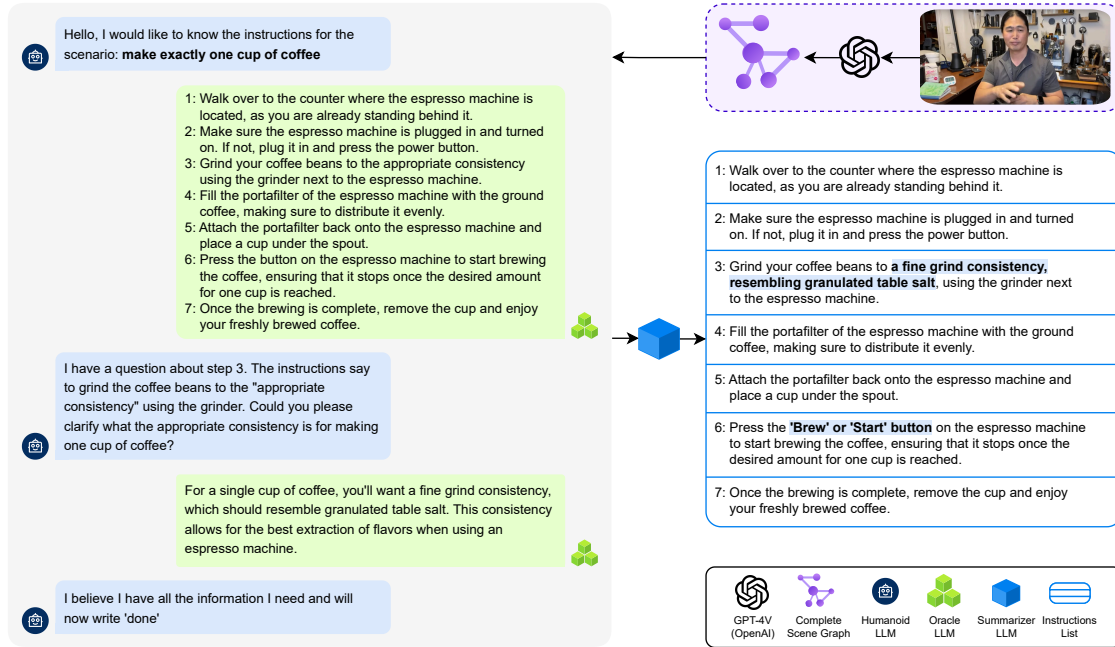 Hello, I would like to know the instructions for the
scenario: make exactly one cup of coffee
1: Walk over to the counter where the espresso machine is
located, as you are already standing behind it.
2: Make sure the espresso machine is plugged in and turned
on. If not, plug it in and press the power button.
3: Grind your coffee beans to the appropriate consistency
using the grinder next to the espresso machine.
4: Fill the portafilter of the espresso machine with the ground
coffee, making sure to distribute it evenly.
5: Attach the portafilter back onto the espresso machine and
place a cup under the spout.
6: Press the button on the espresso machine to start brewing
the coffee, ensuring that it stops once the desired amount
for one cup is reached.
7: Once the brewing is complete, remove the cup and enjoy
your freshly brewed coffee.
I have a question about step 3. The instructions say
to grind the coffee beans to the "appropriate
consistency" using the grinder. Could you please
clarify what the appropriate consistency is for making
one cup of coffee?
For a single cup of coffee, you'll want a fine grind consistency,
which should resemble granulated table salt. This consistency
allows for the best extraction of flavors when using an
espresso machine.
I believe I have all the information I need and will
now write 'done'
1: Walk over to the counter where the espresso machine is
located, as you are already standing behind it.
2: Make sure the espresso machine is plugged in and turned
on. If not, plug it in and press the power button.
3: Grind your coffee beans to a fine grind consistency,
resembling granulated table salt, using the grinder next
to the espresso machine.
4: Fill the portafilter of the espresso machine with the ground
coffee, making sure to distribute it evenly.
5: Attach the portafilter back onto the espresso machine and
place a cup under the spout.
6: Press the 'Brew' or 'Start' button on the espresso machine
to start brewing the coffee, ensuring that it stops once the
desired amount for one cup is reached.
7: Once the brewing is complete, remove the cup and enjoy
your freshly brewed coffee.
GPT-4V
(OpenAI)
Complete
Scene Graph
Humanoid
LLM
Oracle
LLM
Summarizer
LLM
Instructions
List